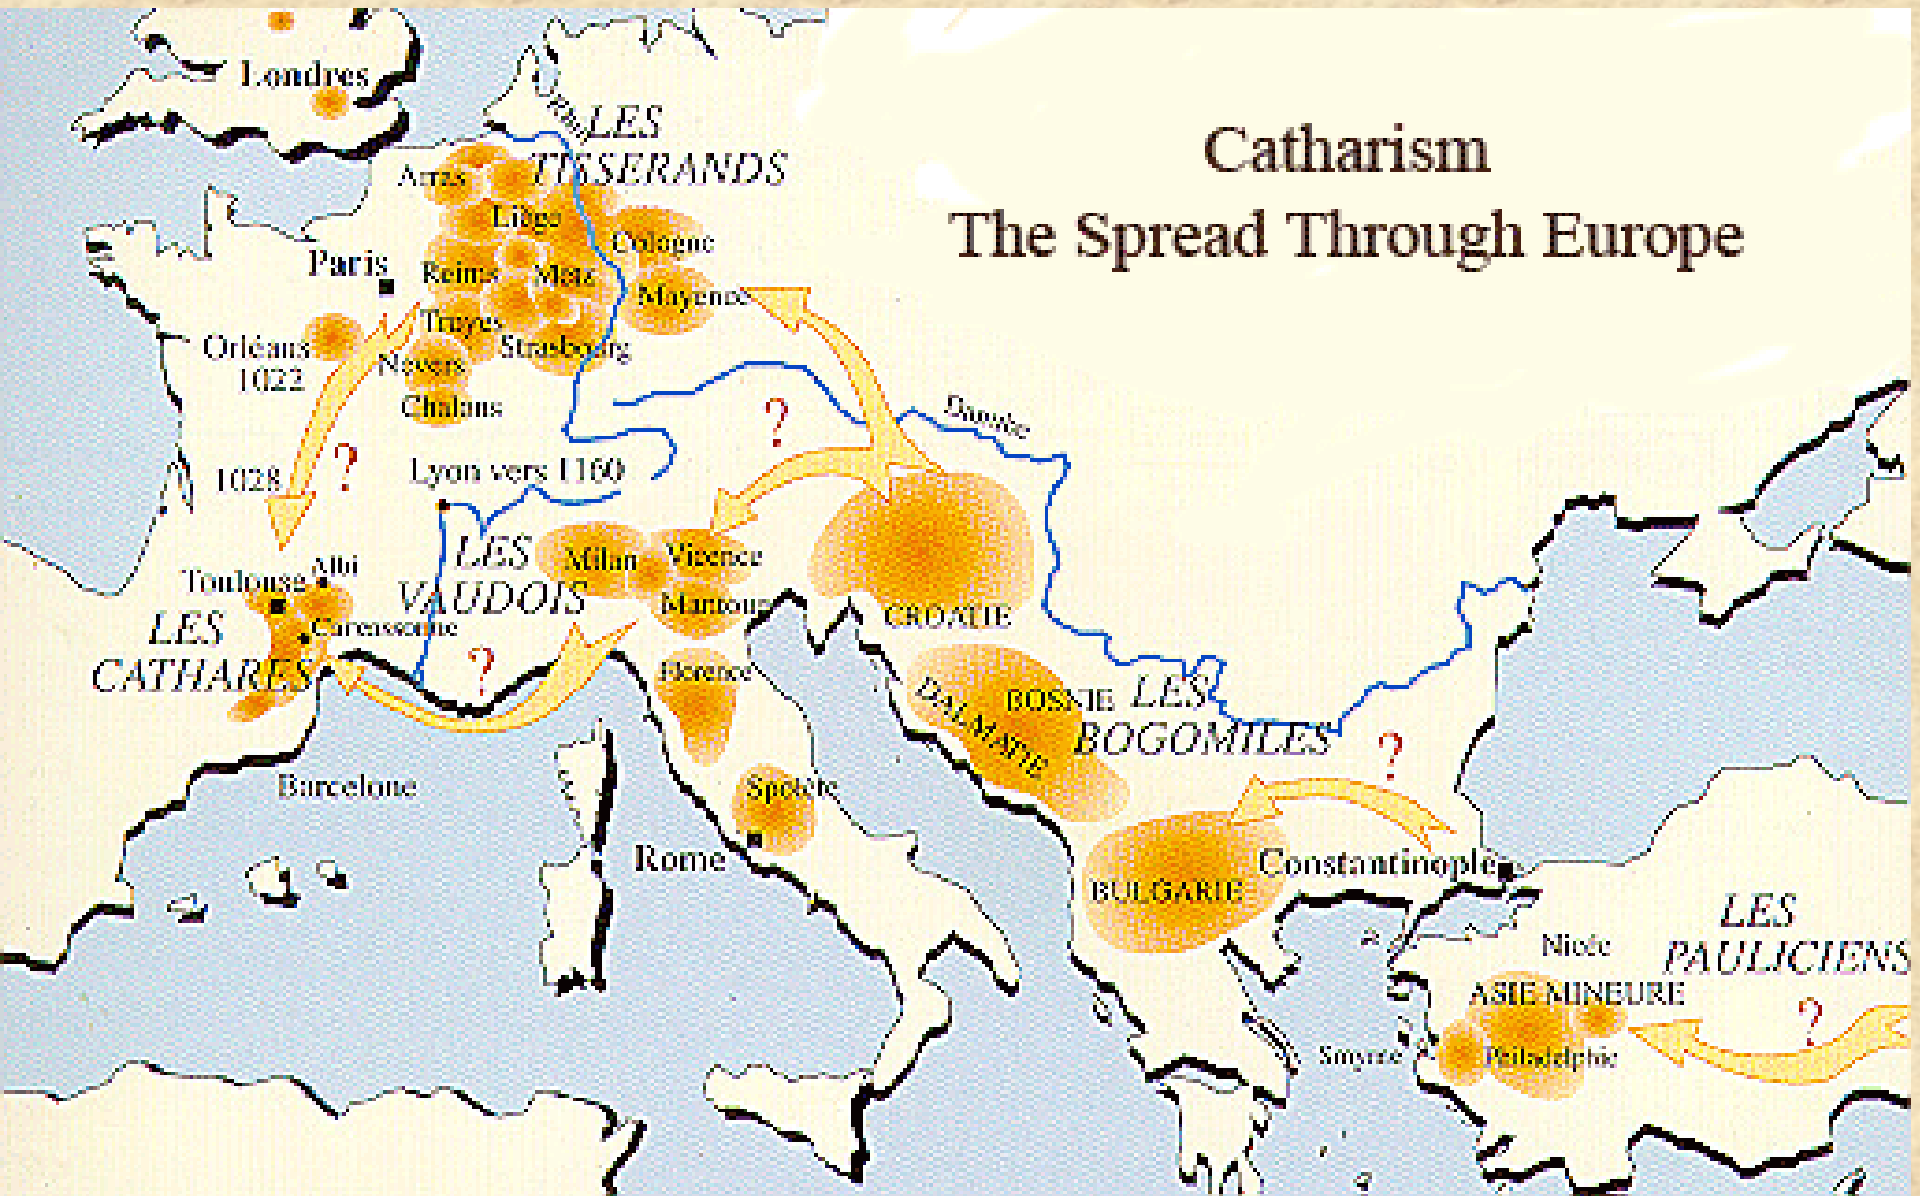 Catharism
The Spread Through Europe
Londres
LES
TISSERANDS
Arras
Liège
Cologne
Paris
Reims
Metz
Mayence
Troyes
Orléans
1022
Strasbourg
Nevers
Chalans
?
Danube
?
1028
Lyon vers 1160
LES
VAUDOIS
Milan
Vicence
Mantoue
Toulouse
Albi
Carcassonne
LES
CATHARES
?
CROATIE
Florence
DALMATIE
BOSNIE
LES
BOGOMILES
?
Barcelone
Spolète
Rome
Constantinople
BULGARIE
LES
PAULICIENS
Nicée
ASIE MINEURE
?
Smyrne
Philadelphie